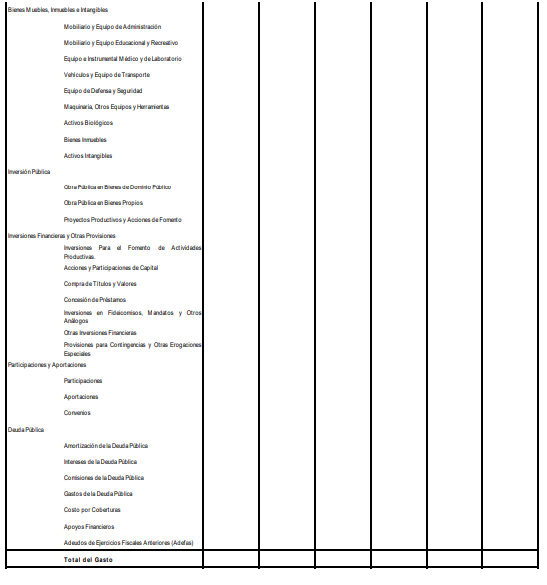 Bienes Muebles, Inmuebles e Intangibles
Mobiliario y Equipo de Administración
Mobiliario y Equipo Educacional y Recreativo
Equipo e Instrumental Médico y de Laboratorio
Vehículos y Equipo de Transporte
Equipo de Defensa y Seguridad
Maquinaria, Otros Equipos y Herramientas
Activos Biológicos
Bienes Inmuebles
Activos Intangibles
Inversión Pública
Obra Pública en Bienes de Dominio Público
Obra Pública en Bienes Propios
Proyectos Productivos y Acciones de Fomento
Inversiones Financieras y Otras Provisiones
Inversiones Para el Fomento de Actividades
Productivas.
Acciones y Participaciones de Capital
Compra de Títulos y Valores
Concesión de Préstamos
Inversiones en Fideicomisos, Mandatos y Otros
Análogos
Otras Inversiones Financieras
Provisiones para Contingencias y Otras Erogaciones
Especiales
Participaciones y Aportaciones
Participaciones
Aportaciones
Convenios
Deuda Pública
Amortización de la Deuda Pública
Intereses de la Deuda Pública
Comisiones de la Deuda Pública
Gastos de la Deuda Pública
Costo por Coberturas
Apoyos Financieros
Adeudos de Ejercicios Fiscales Anteriores (Adefas)
Total del Gasto